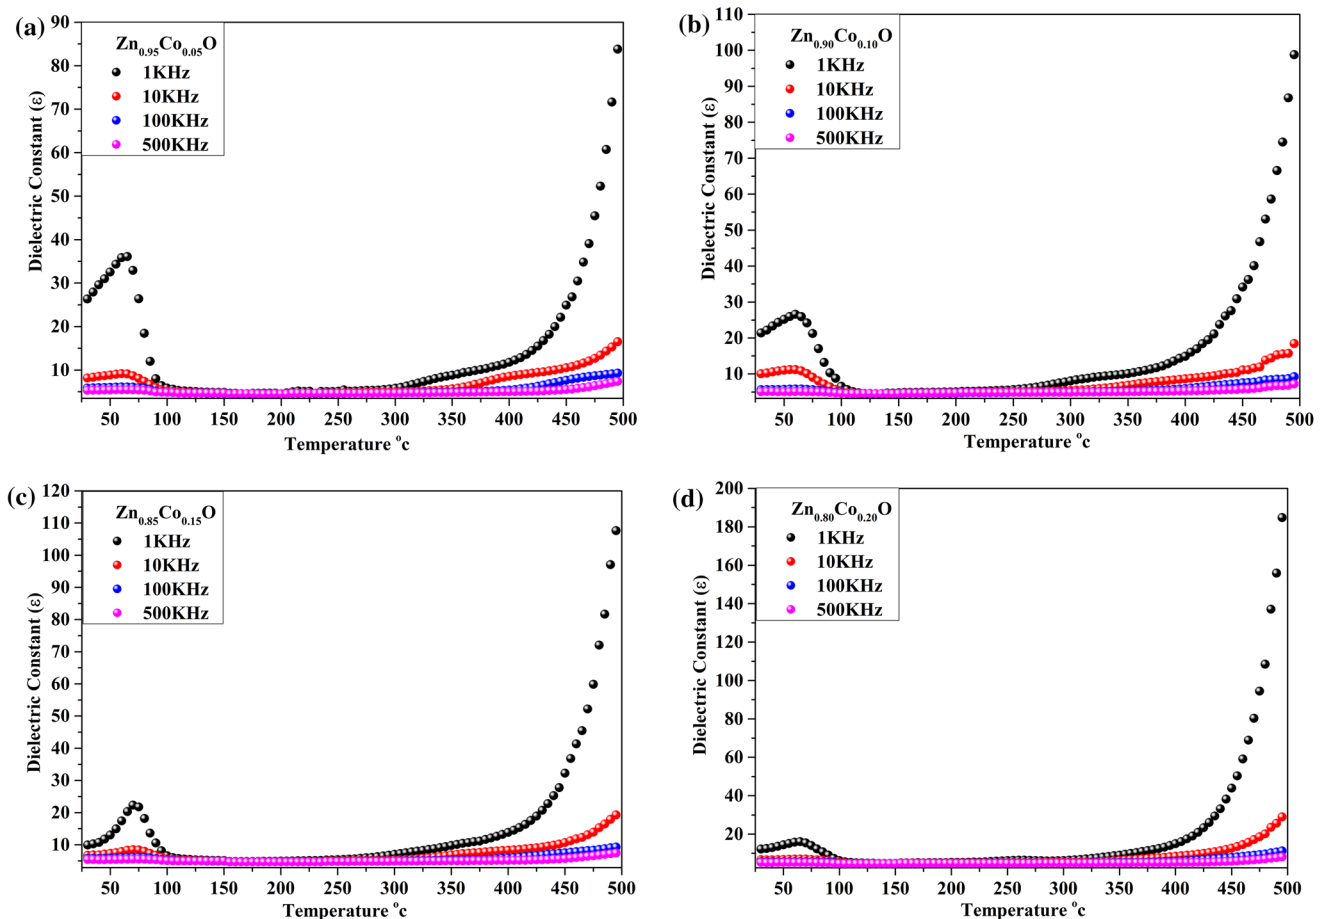 (a)
Zn0.95Co0.05O
1KHz
10KHz
100KHz
500KHz
Dielectric Constant (ε)
90
80
70
60
50
40
30
20
10
50 100 150 200 250 300 350 400 450 500
Temperature °c
(b)
Zn0.90Co0.10O
1KHz
10KHz
100KHz
500KHz
Dielectric Constant (ε)
110
100
90
80
70
60
50
40
30
20
10
50 100 150 200 250 300 350 400 450 500
Temperature °c
(c)
Zn0.85Co0.15O
1KHz
10KHz
100KHz
500KHz
Dielectric Constant (ε)
120
110
100
90
80
70
60
50
40
30
20
10
50 100 150 200 250 300 350 400 450 500
Temperature °c
(d)
Zn0.80Co0.20O
1KHz
10KHz
100KHz
500KHz
Dielectric Constant (ε)
200
180
160
140
120
100
80
60
40
20
50 100 150 200 250 300 350 400 450 500
Temperature °c